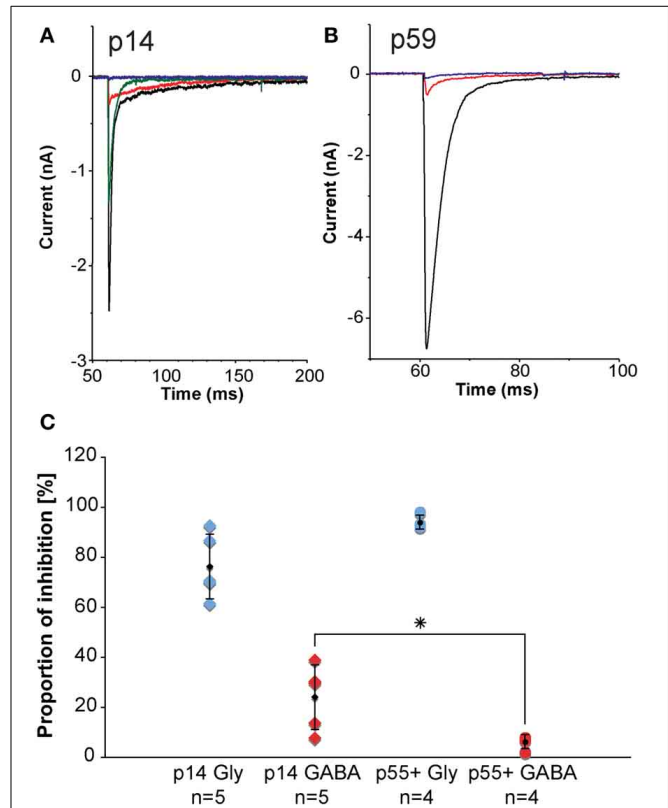 A
p14
B
p59
0
-1
-2
-3
Current (nA)
50
100
150
200
Time (ms)
0
-2
-4
-6
Current (nA)
60
80
100
Time (ms)
C
120
100
80
60
40
20
0
Proportion of inhibition [%]
*
p14 Gly p14 GABA p55+ Gly p55+ GABA
n=5 n=5 n=4 n=4